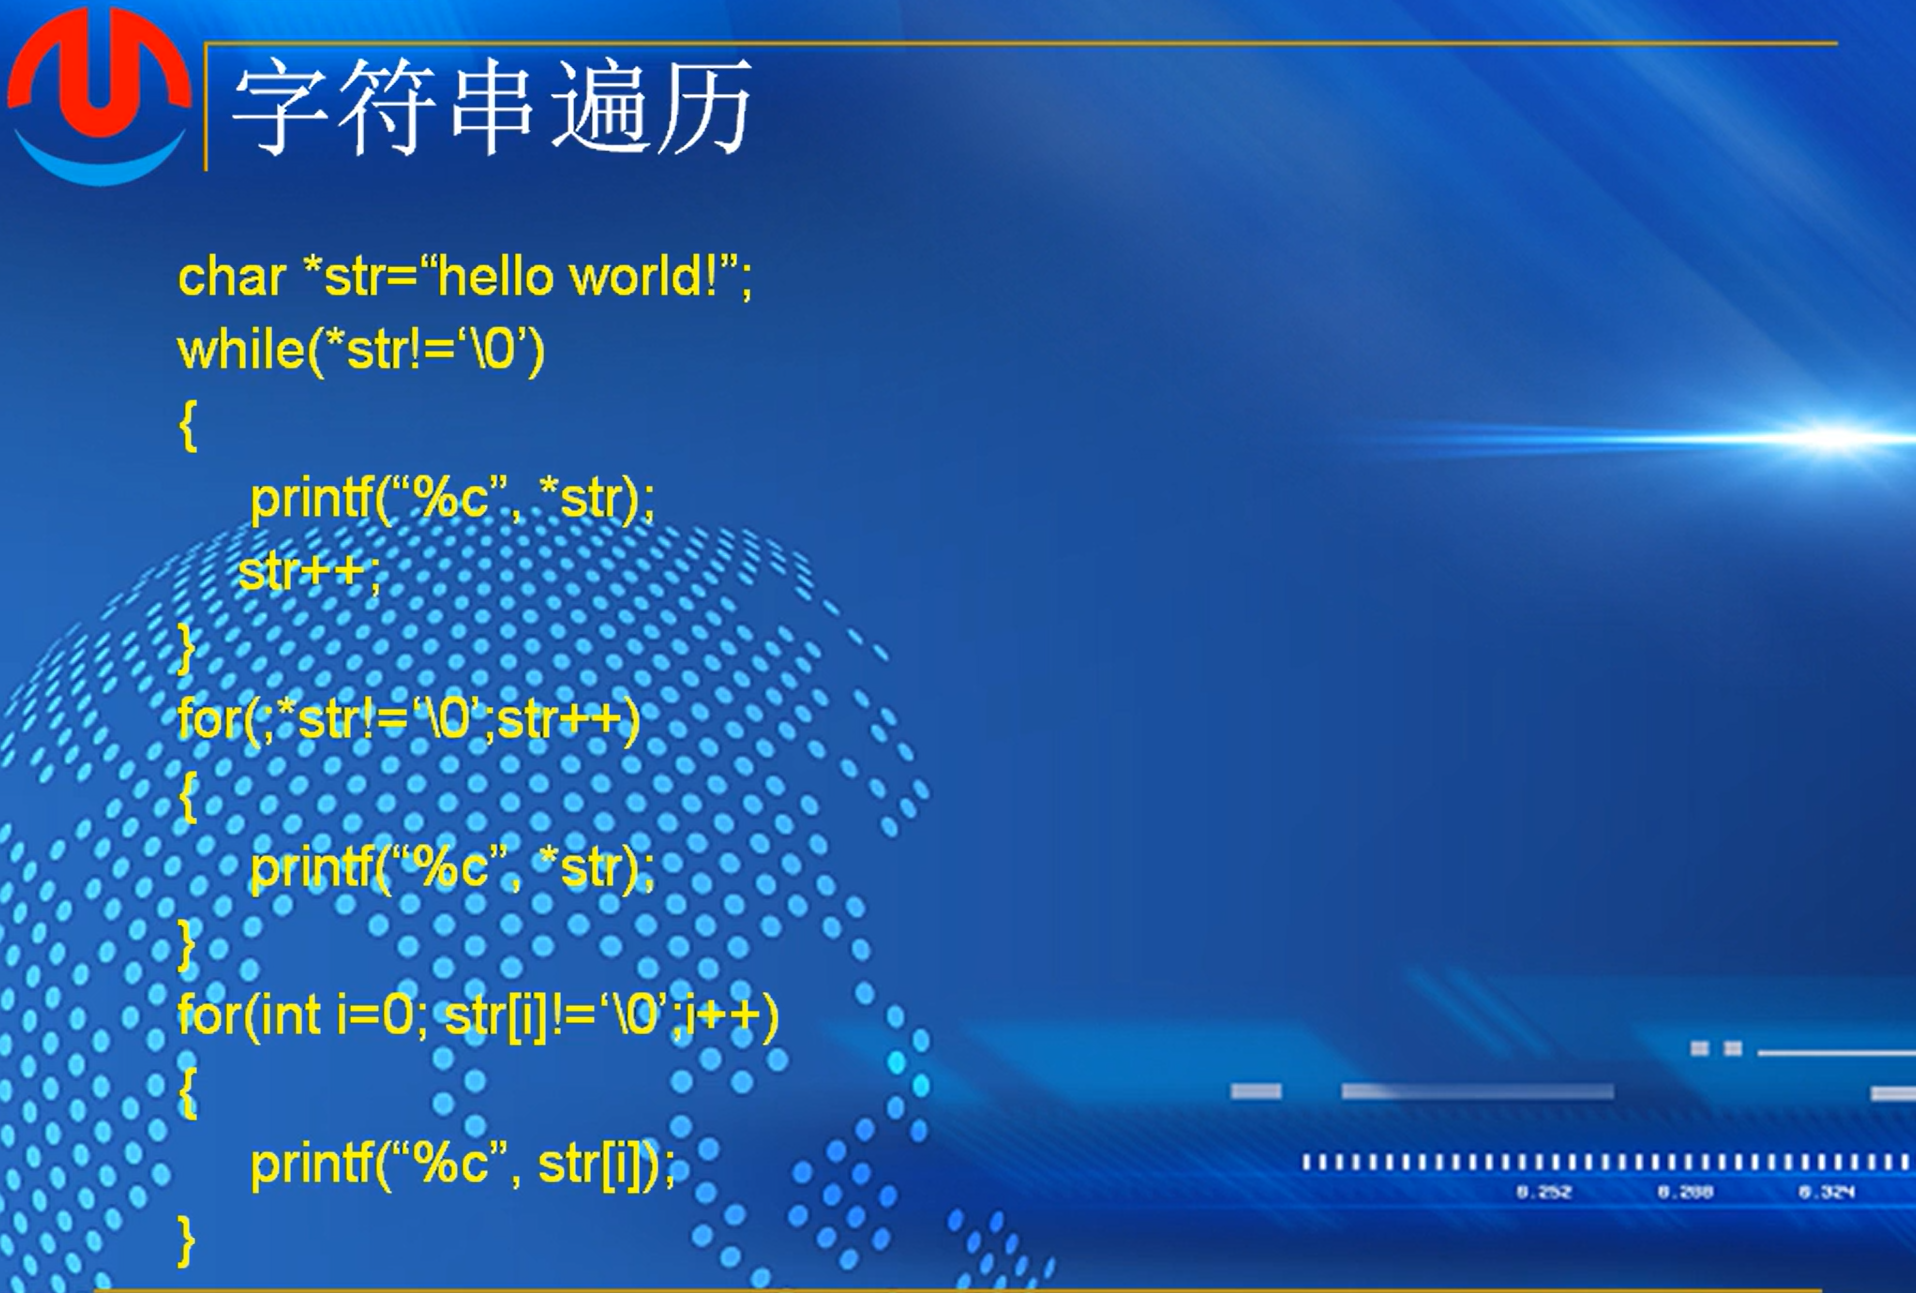 字符串遍历
char *str=“hello world!”;
while(*str!=‘\0’)
{
printf(“%c”, *str);
str++;
}
for(;*str!=‘\0’;str++)
{
printf(“%c”, *str);
}
for(int i=0; str[i]!=‘\0’;i++)
{
printf(“%c”, str[i]);
}
0.252 0.288 0.324